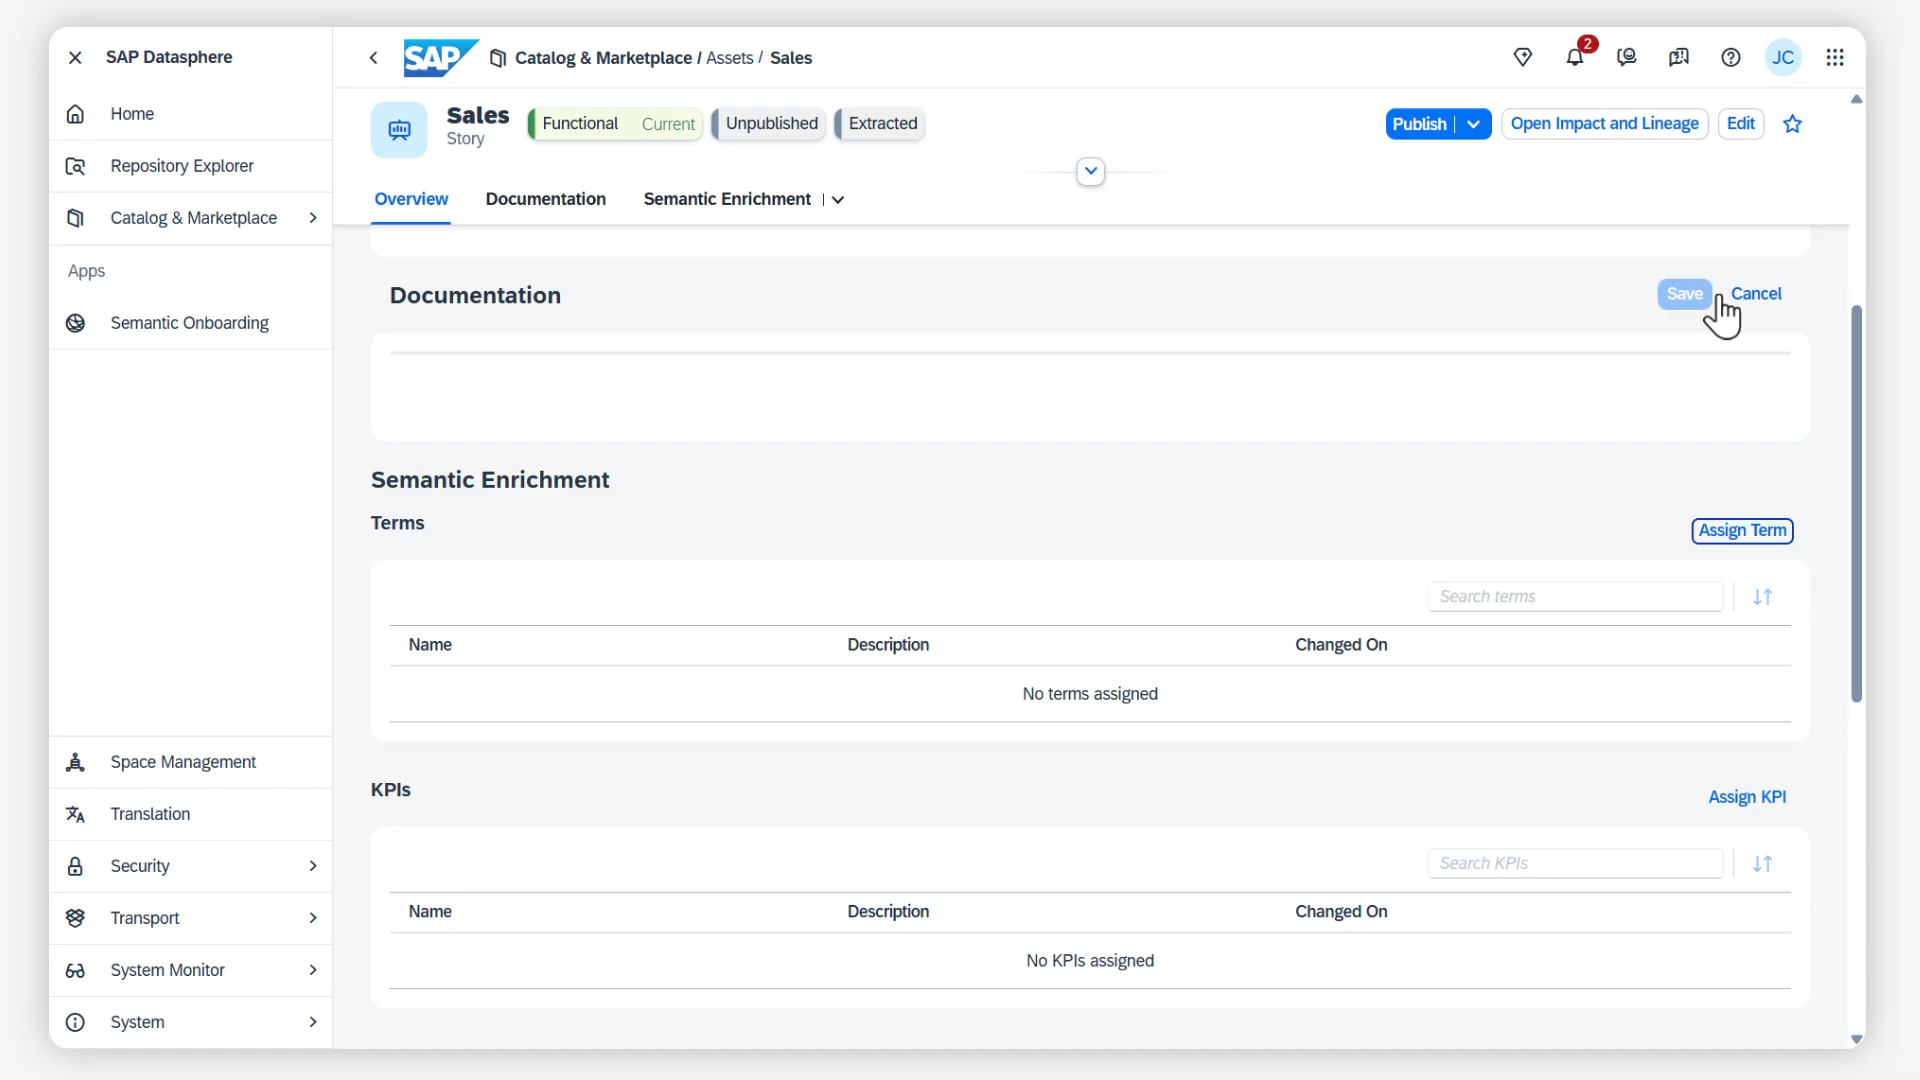 SAP Datasphere
Home
Repository Explorer
Catalog & Marketplace
Apps
Semantic Onboarding
Space Management
Translation
Security
Transport
System Monitor
System
SAP Catalog & Marketplace / Assets / Sales
2
JC
Sales
Story
Functional Current
Unpublished
Extracted
Publish
Open Impact and Lineage
Edit
Overview
Documentation
Semantic Enrichment
Documentation
Save
Cancel
Semantic Enrichment
Terms
Assign Term
Search terms
Name Description Changed On
No terms assigned
KPIs
Assign KPI
Search KPIs
Name Description Changed On
No KPIs assigned